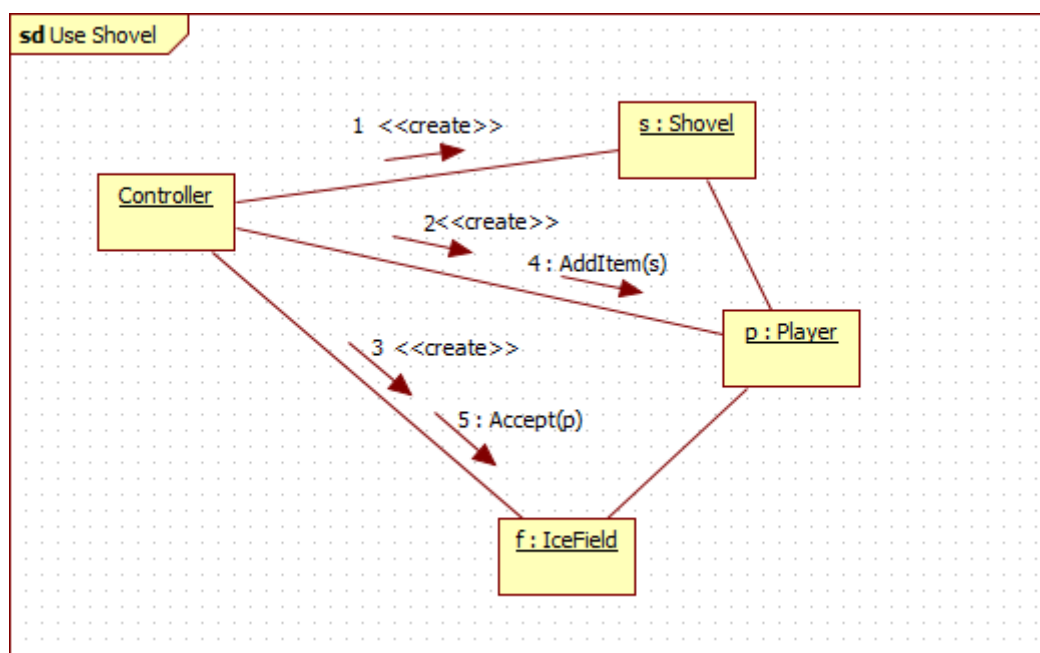 sd Use Shovel
1 <<create>>
s : Shovel
Controller
2<<create>>
4 : AddItem(s)
p : Player
3 <<create>>
5 : Accept(p)
f : IceField